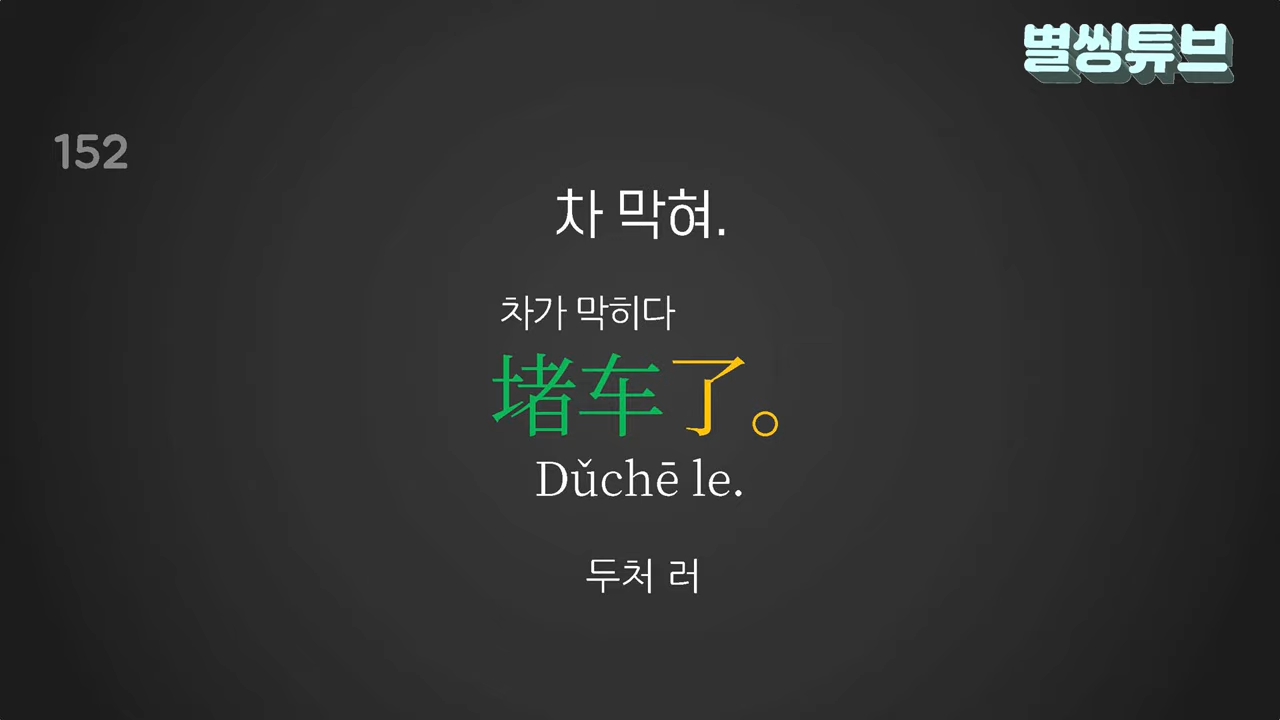 별씽튜브
152
차 막혀.
차가 막히다
堵车了。
Dǔchē le.
두처 러